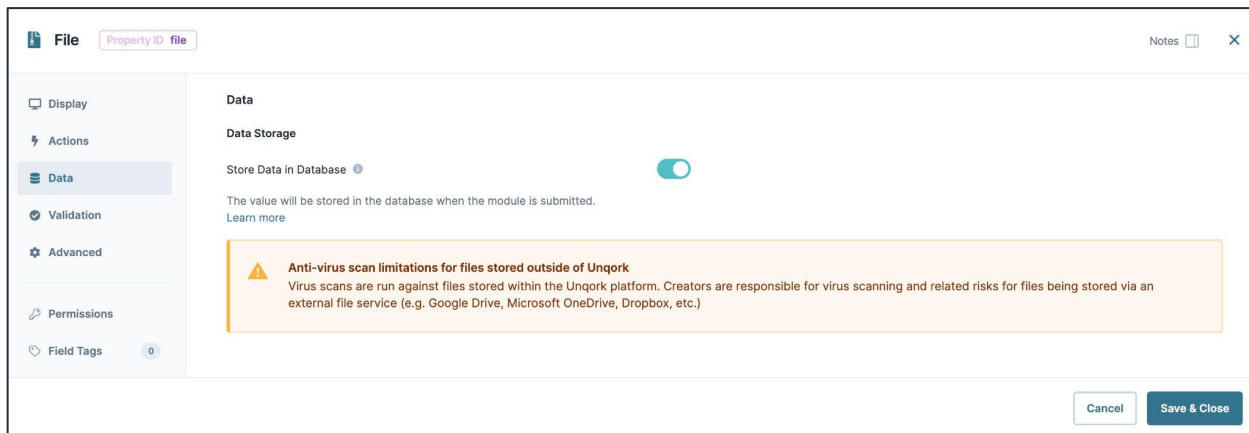 File
Property ID file
Notes
Display
Actions
Data
Validation
Advanced
Permissions
Field Tags 0
Data
Data Storage
Store Data in Database
The value will be stored in the database when the module is submitted.
Learn more
Anti-virus scan limitations for files stored outside of Unqork
Virus scans are run against files stored within the Unqork platform. Creators are responsible for virus scanning and related risks for files being stored via an
external file service (e.g. Google Drive, Microsoft OneDrive, Dropbox, etc.)
Cancel
Save & Close